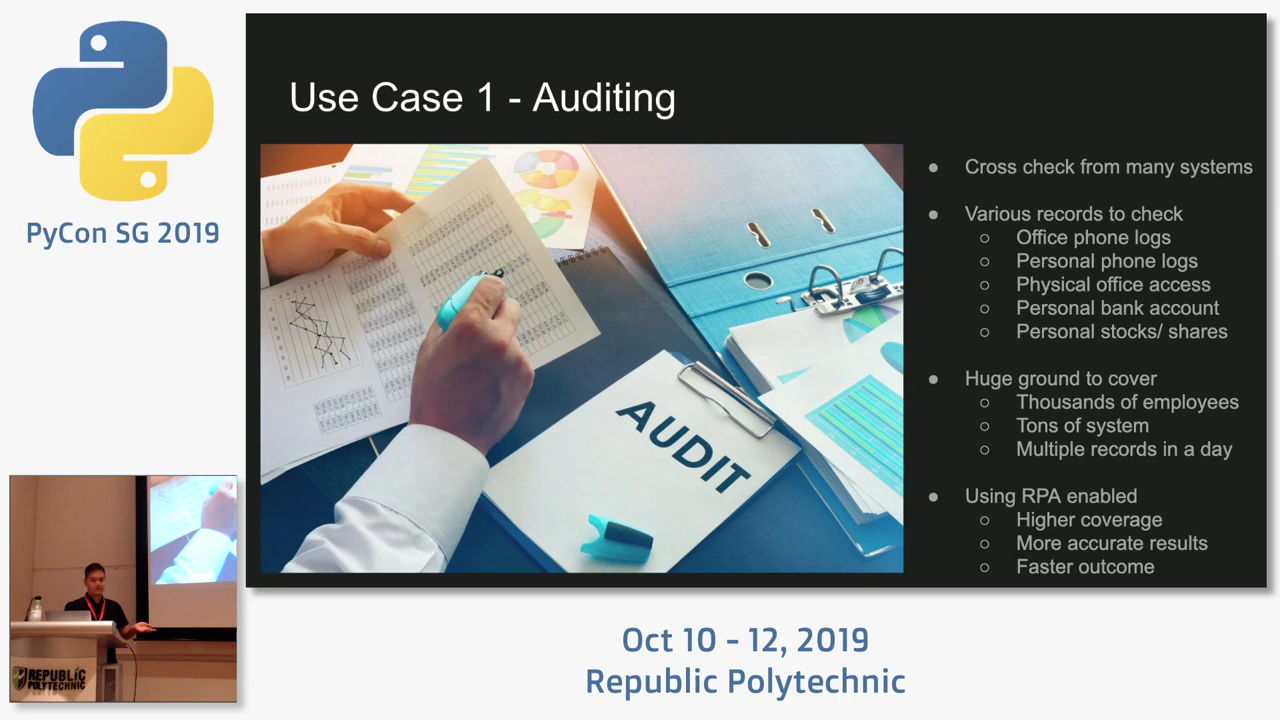 PyCon SG 2019
Use Case 1 - Auditing
AUDIT
● Cross check from many systems
● Various records to check
○ Office phone logs
○ Personal phone logs
○ Physical office access
○ Personal bank account
○ Personal stocks/ shares
● Huge ground to cover
○ Thousands of employees
○ Tons of system
○ Multiple records in a day
● Using RPA enabled
○ Higher coverage
○ More accurate results
○ Faster outcome
REPUBLIC
POLYTECHNIC
Oct 10 - 12, 2019
Republic Polytechnic